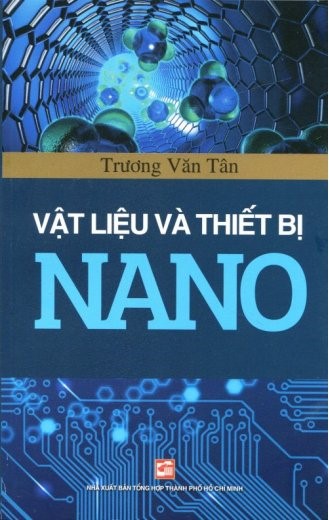 Trương Văn Tân
VẬT LIỆU VÀ THIẾT BỊ
NANO
NHÀ XUẤT BẢN TỔNG HỢP THÀNH PHỐ HỒ CHÍ MINH